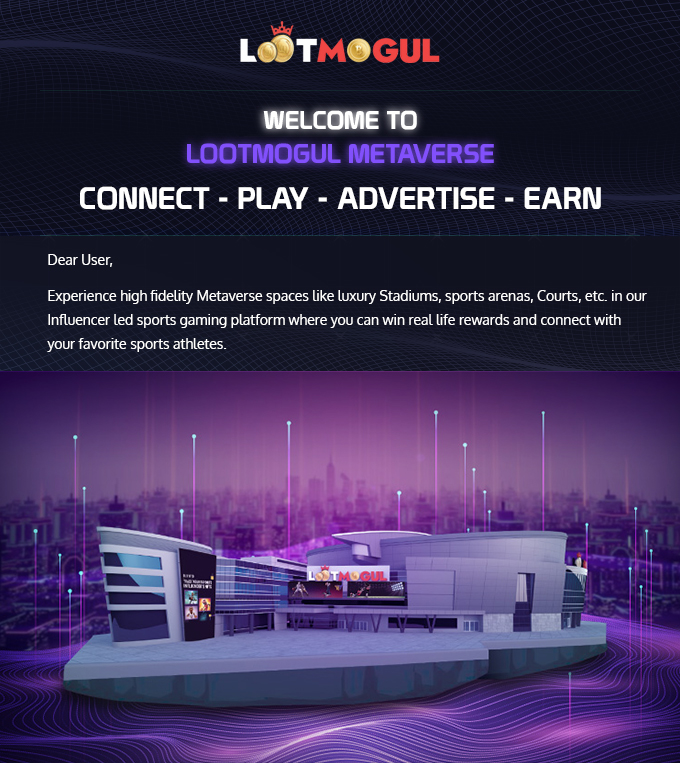 LOOTMOGUL
WELCOME TO
LOOTMOGUL METAVERSE
CONNECT - PLAY - ADVERTISE - EARN
Dear User,
Experience high fidelity Metaverse spaces like luxury Stadiums, sports arenas, Courts, etc. in our
Influencer led sports gaming platform where you can win real life rewards and connect with
your favorite sports athletes.
LOOTMOGUL